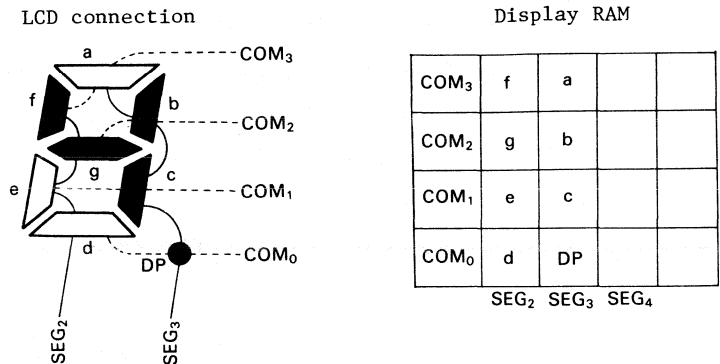 LCD connection
Display RAM
a
COM₃
f
b
COM₂
g
e
c
COM₁
d
DP
COM₀
SEG₂
SEG₃
COM₃ f a
COM₂ g b
COM₁ e c
COM₀ d DP
SEG₂ SEG₃ SEG₄